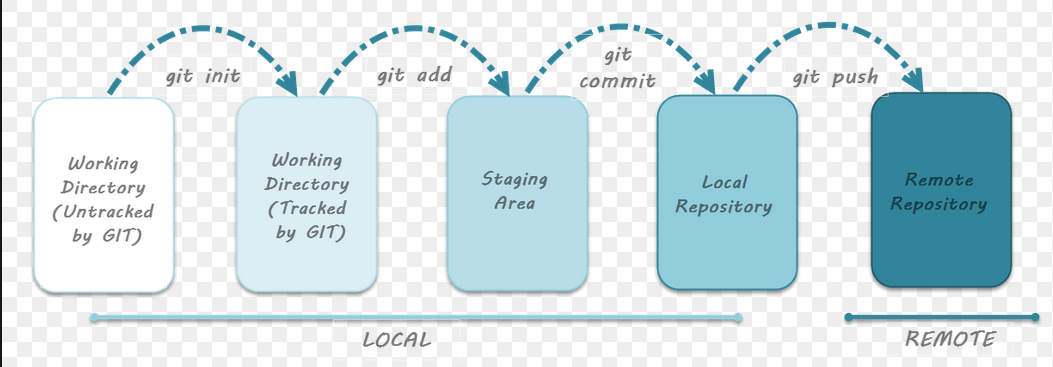 git init
git add
git
commit
git push
Working
Directory
(Untracked
by GIT)
Working
Directory
(Tracked
by GIT)
Staging
Area
Local
Repository
Remote
Repository
LOCAL
REMOTE